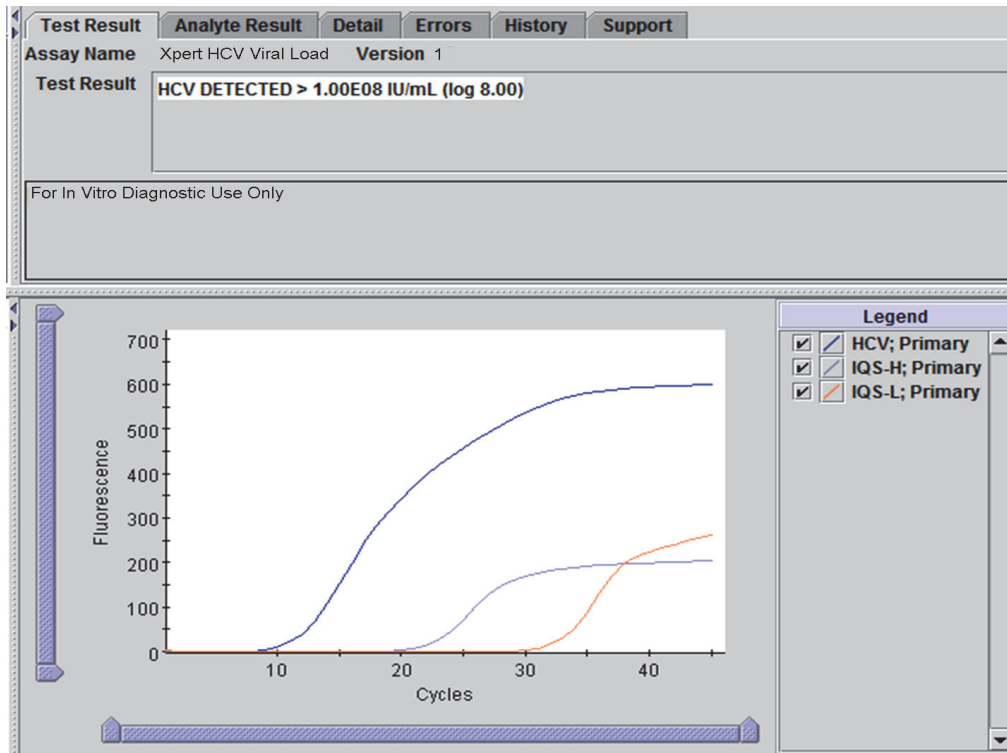 Test Result Analyte Result Detail Errors History Support
Assay Name Xpert HCV Viral Load Version 1
Test Result HCV DETECTED > 1.00E08 IU/mL (log 8.00)
For In Vitro Diagnostic Use Only
700
600
500
400
300
200
100
0
Fluorescence
10 20 30 40
Cycles
Legend
HCV; Primary
IQS-H; Primary
IQS-L; Primary